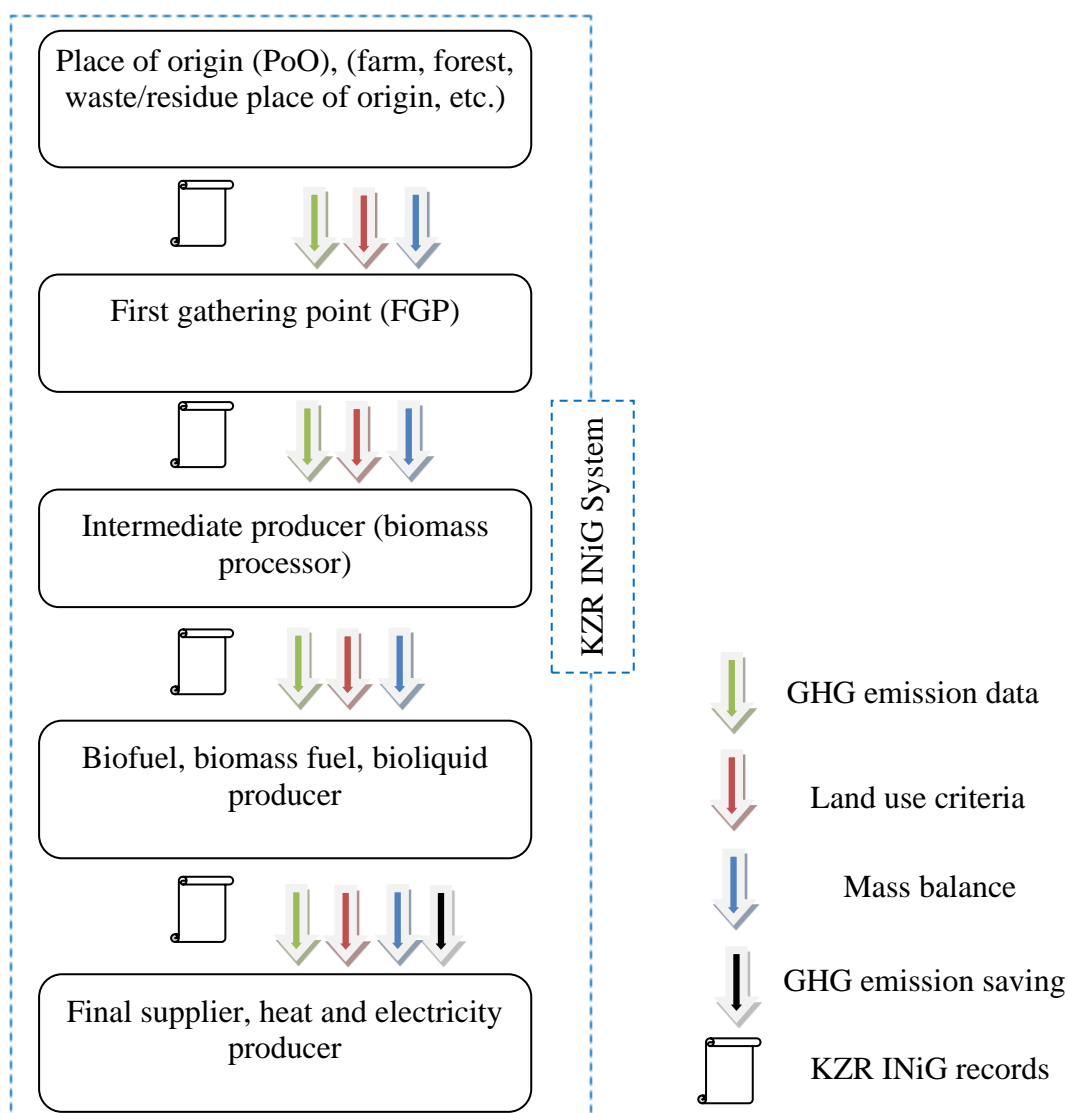 Place of origin (PoO), (farm, forest,
waste/residue place of origin, etc.)
First gathering point (FGP)
Intermediate producer (biomass
processor)
KZR INiG System
Biofuel, biomass fuel, bioliquid
producer
Final supplier, heat and electricity
producer
GHG emission data
Land use criteria
Mass balance
GHG emission saving
KZR INiG records